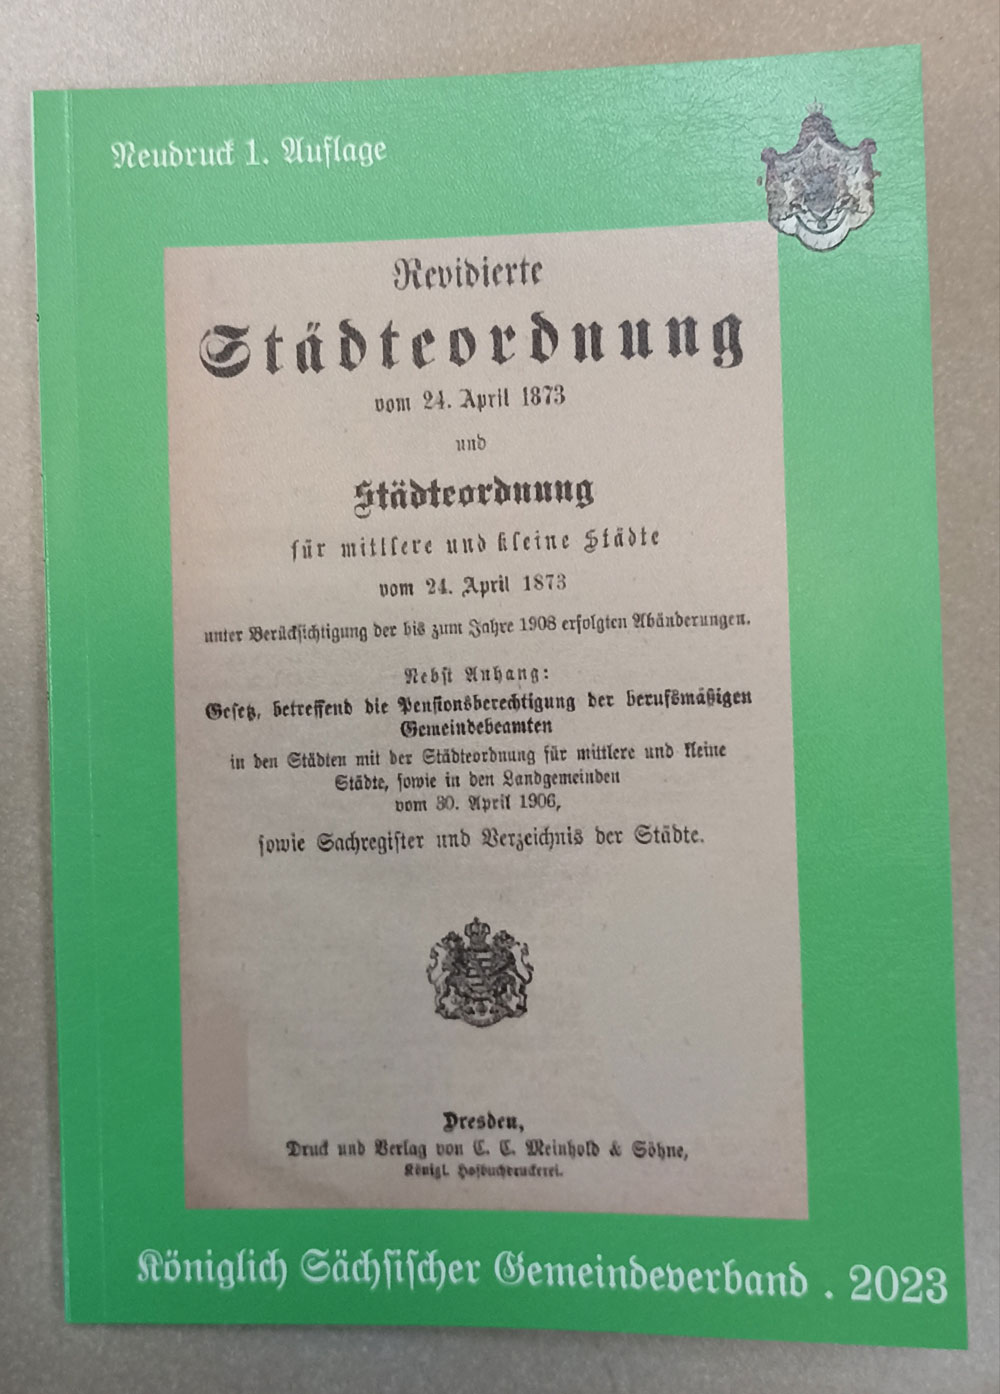 Neudruck 1. Auflage
Revidierte
Städteordnung
vom 24. April 1873
und
Städteordnung
für mittlere und kleine Städte
vom 24. April 1873
unter Berücksichtigung der bis zum Jahre 1908 erfolgten Abänderungen.
Nebst Anhang:
Gesetz, betreffend die Pensionsberechtigung der berufsmäßigen
Gemeindebeamten
in den Städten mit der Städteordnung für mittlere und kleine
Städte, sowie in den Landgemeinden
vom 30. April 1906,
sowie Sachregister und Verzeichnis der Städte.
Dresden,
Druck und Verlag von C. C. Meinhold & Söhne,
Königl. Hofbuchdruckerei.
Königlich Sächsischer Gemeindeverband . 2023